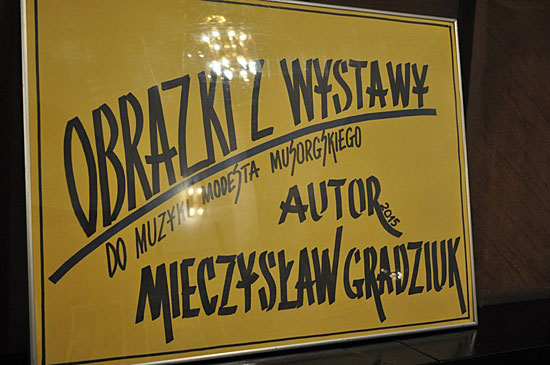 OBRAZKI Z WYSTAWY
DO MUZYKI MODESTA MUSORGSKIEGO
AUTOR 2015
MIECZYSŁAW GRADZIUK